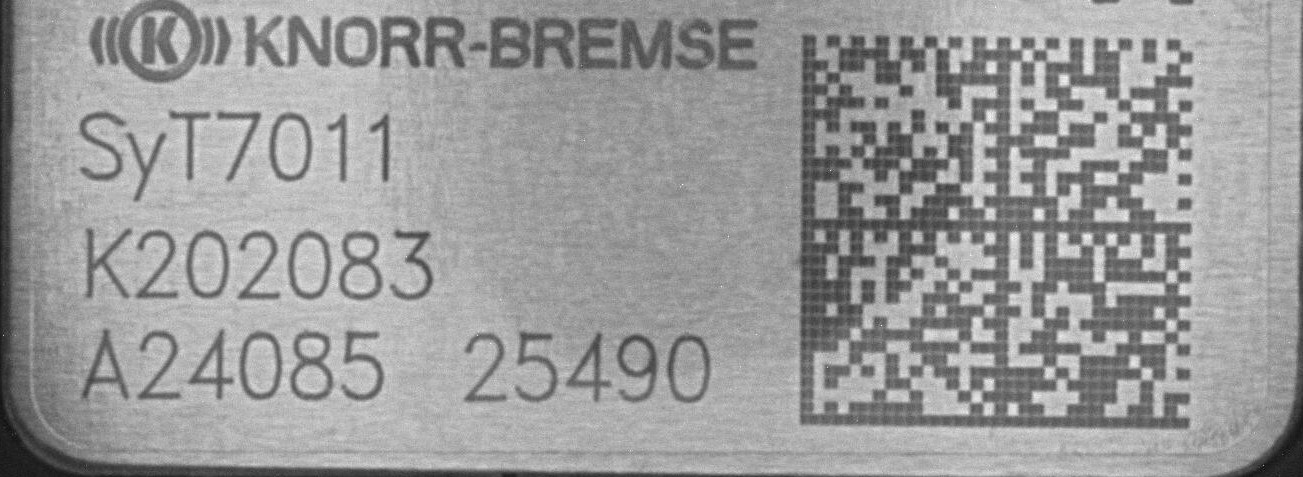 KNORR-BREMSE
SyT7011
K202083
A24085 25490